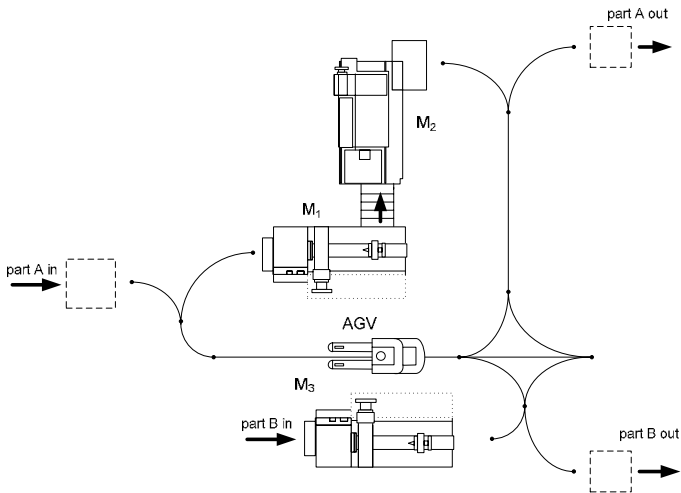 part A out
M2
M1
part A in
AGV
M3
part B in
part B out